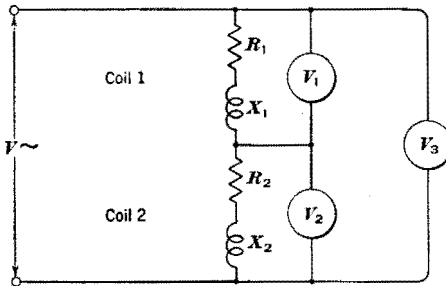 R₁
Coil 1
V₁
X₁
V₃
V~
R₂
Coil 2
V₂
X₂